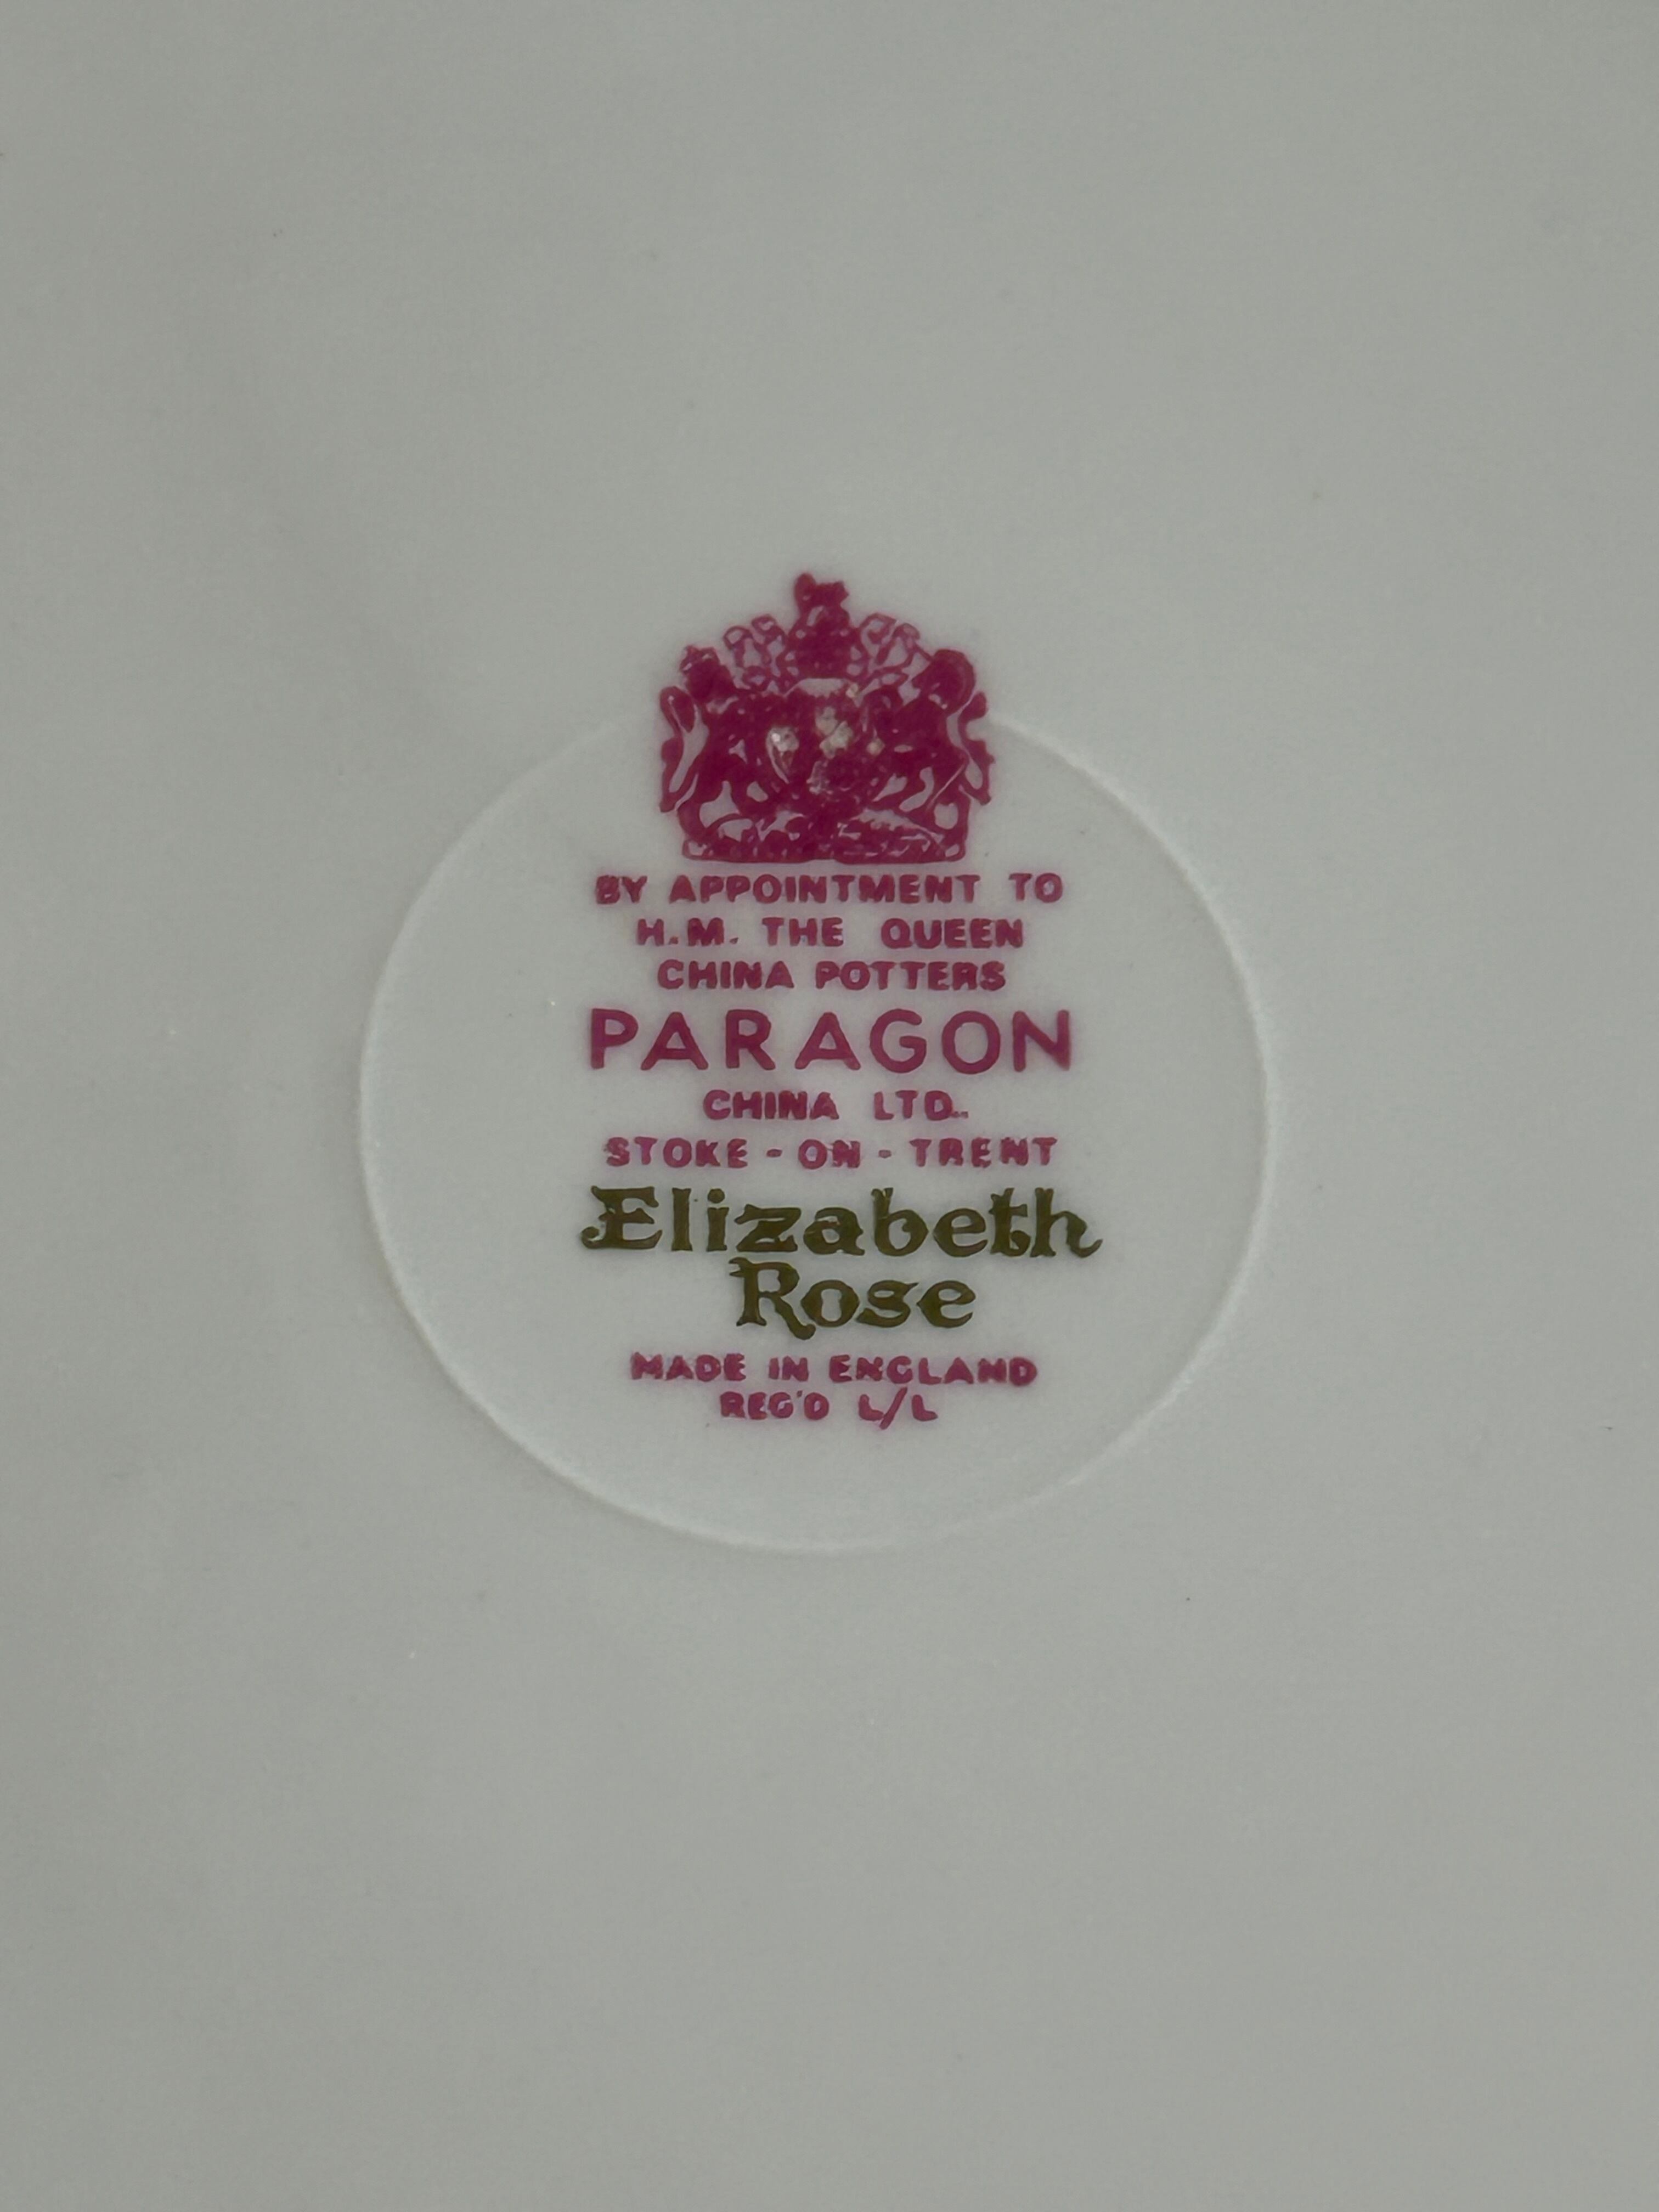 BY APPOINTMENT TO
H.M. THE QUEEN
CHINA POTTERS
PARAGON
CHINA LTD.
STOKE - ON - TRENT
Elizabeth
Rose
MADE IN ENGLAND
REG'D L/L